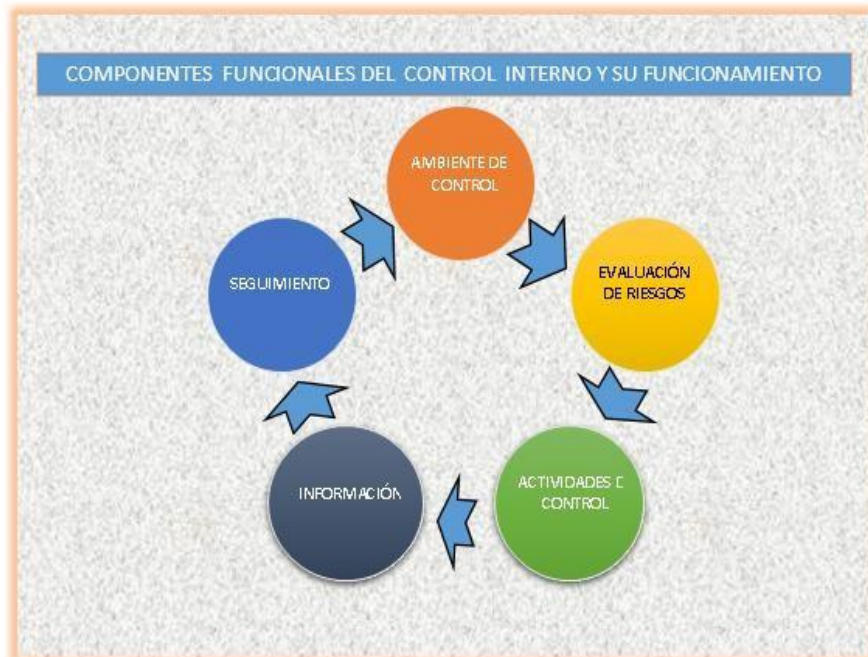 COMPONENTES FUNCIONALES DEL CONTROL INTERNO Y SU FUNCIONAMIENTO
AMBIENTE DE
CONTROL
EVALUACIÓN
DE RIESGOS
ACTIVIDADES D
CONTROL
INFORMACIÓN
SEGUIMIENTO